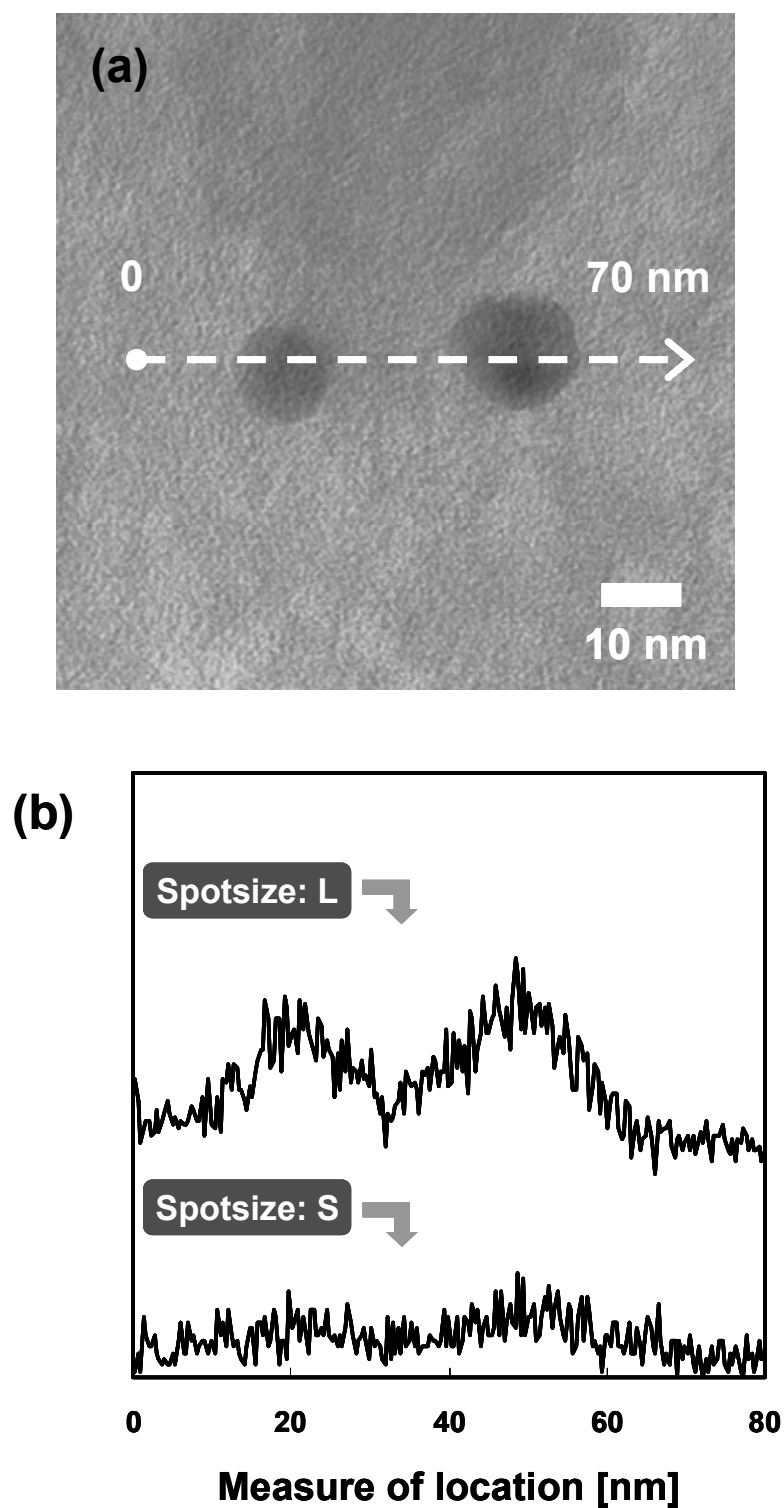 (a)
0 70 nm
10 nm
(b)
Spotsize: L
Spotsize: S
0 20 40 60 80
Measure of location [nm]